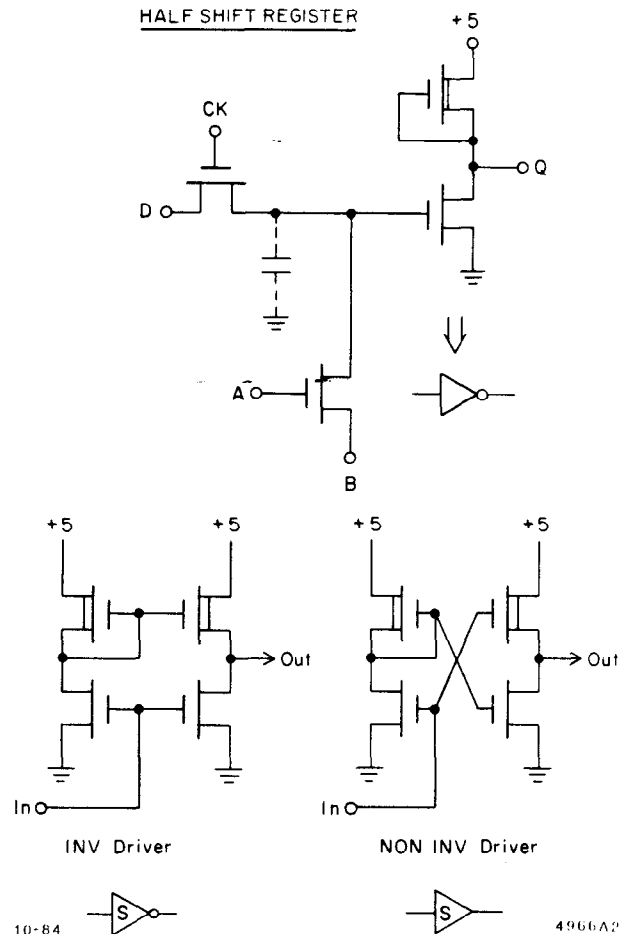 HALF SHIFT REGISTER
+5
CK
Q
D
A
B
+5 +5 +5 +5
Out Out
In In
INV Driver NON INV Driver
S S
10-84 4966A2